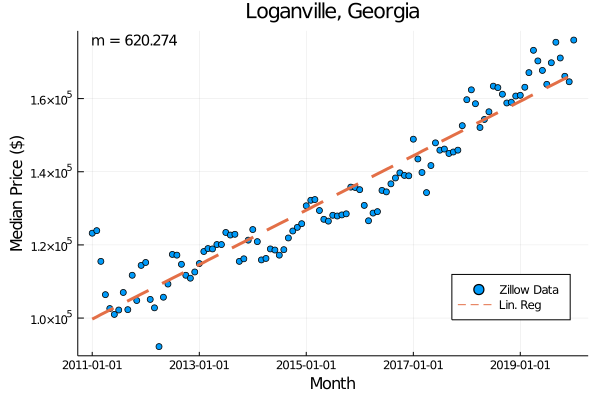 Loganville, Georgia
m = 620.274
Median Price ($)
1.6×10⁵
1.4×10⁵
1.2×10⁵
1.0×10⁵
Zillow Data
Lin. Reg
2011-01-01 2013-01-01 2015-01-01 2017-01-01 2019-01-01
Month